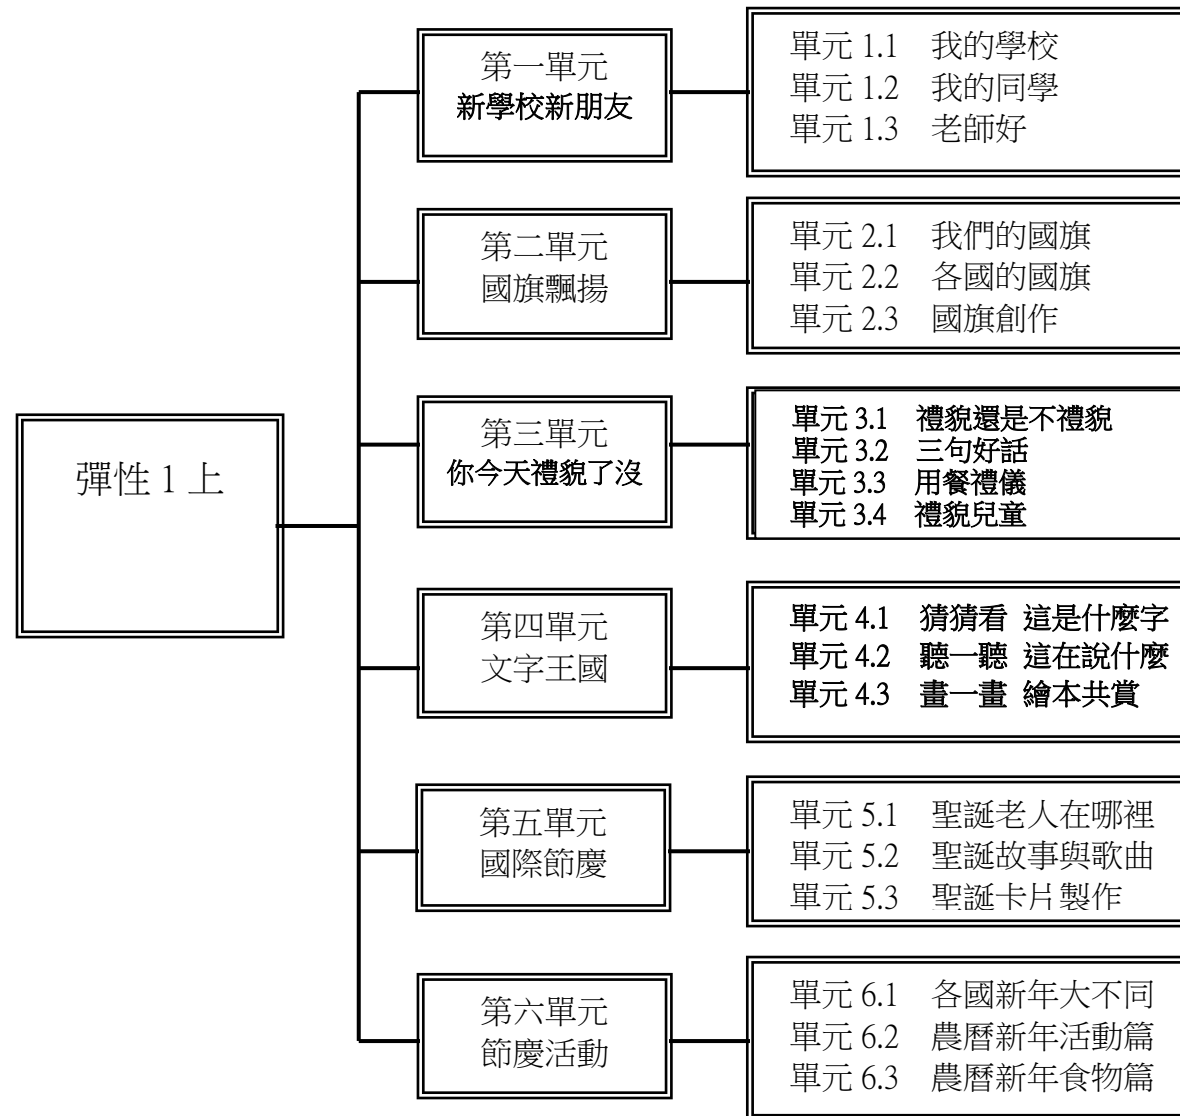 彈性 1 上
第一單元
新學校新朋友
單元 1.1 我的學校
單元 1.2 我的同學
單元 1.3 老師好
第二單元
國旗飄揚
單元 2.1 我們的國旗
單元 2.2 各國的國旗
單元 2.3 國旗創作
第三單元
你今天禮貌了沒
單元 3.1 禮貌還是不禮貌
單元 3.2 三句好話
單元 3.3 用餐禮儀
單元 3.4 禮貌兒童
第四單元
文字王國
單元 4.1 猜猜看 這是什麼字
單元 4.2 聽一聽 這在說什麼
單元 4.3 畫一畫 繪本共賞
第五單元
國際節慶
單元 5.1 聖誕老人在哪裡
單元 5.2 聖誕故事與歌曲
單元 5.3 聖誕卡片製作
第六單元
節慶活動
單元 6.1 各國新年大不同
單元 6.2 農曆新年活動篇
單元 6.3 農曆新年食物篇